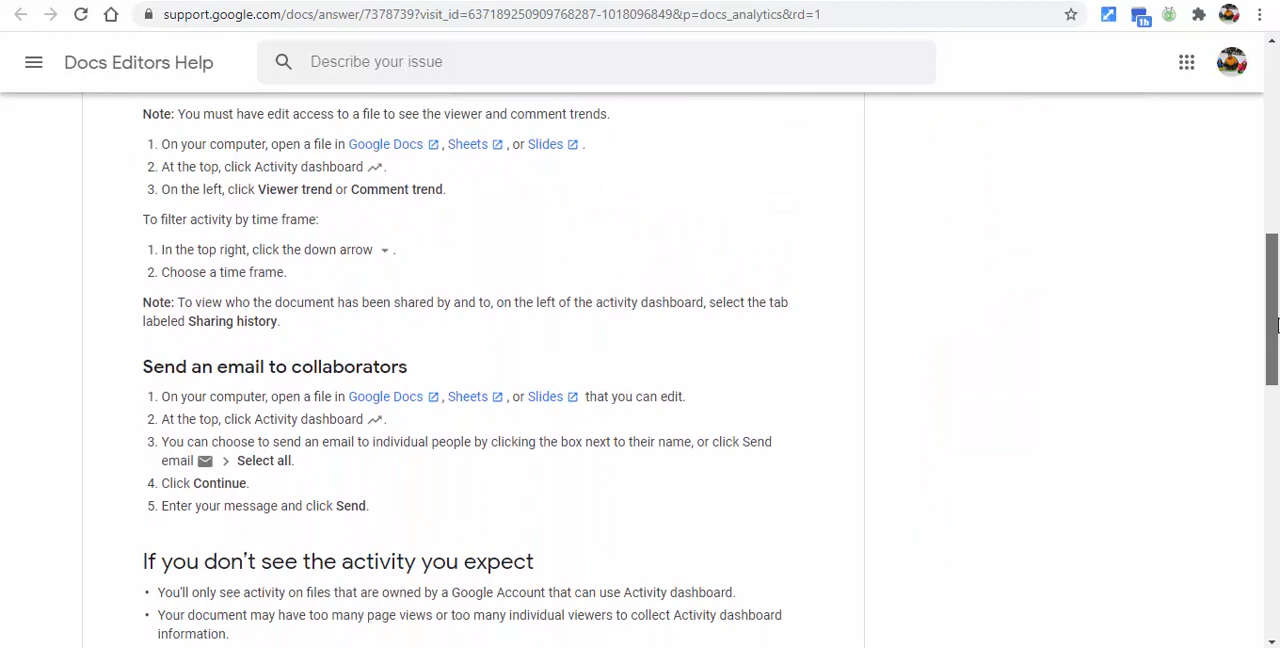 support.google.com/docs/answer/7378739?visit_id=637189250909768287-1018096849&p=docs_analytics&rd=1
1b
Docs Editors Help
Describe your issue
Note: You must have edit access to a file to see the viewer and comment trends.
1. On your computer, open a file in Google Docs , Sheets , or Slides .
2. At the top, click Activity dashboard .
3. On the left, click Viewer trend or Comment trend.
To filter activity by time frame:
1. In the top right, click the down arrow .
2. Choose a time frame.
Note: To view who the document has been shared by and to, on the left of the activity dashboard, select the tab
labeled Sharing history.
Send an email to collaborators
1. On your computer, open a file in Google Docs , Sheets , or Slides that you can edit.
2. At the top, click Activity dashboard .
3. You can choose to send an email to individual people by clicking the box next to their name, or click Send
email > Select all.
4. Click Continue.
5. Enter your message and click Send.
If you don't see the activity you expect
• You'll only see activity on files that are owned by a Google Account that can use Activity dashboard.
• Your document may have too many page views or too many individual viewers to collect Activity dashboard
information.